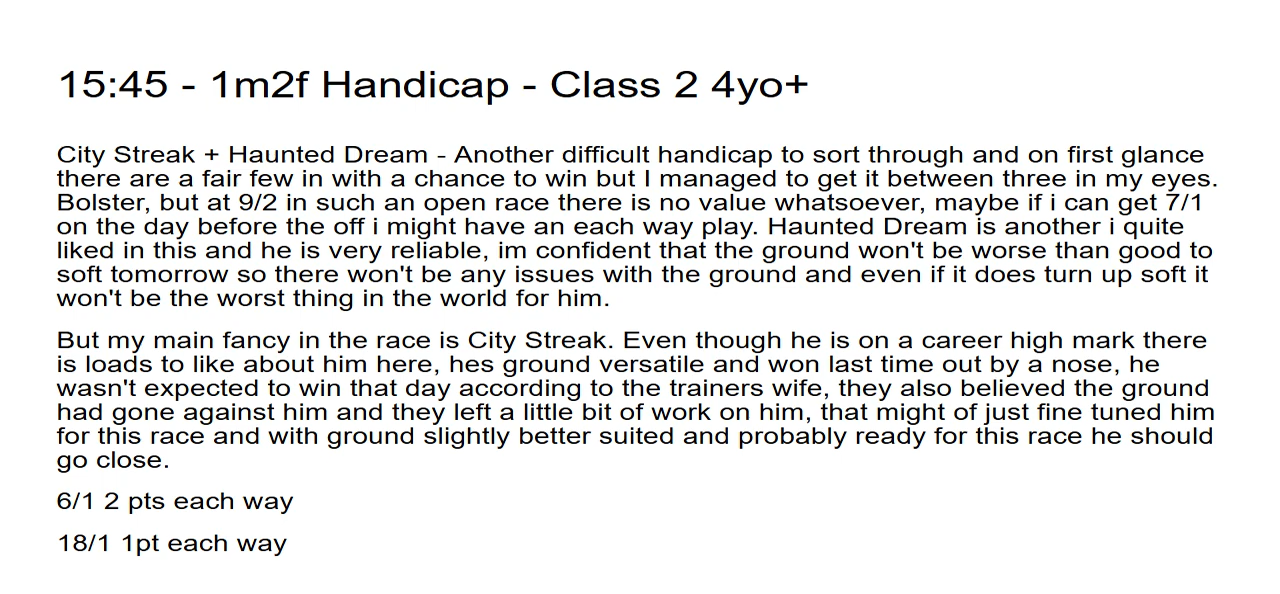 15:45 - 1m2f Handicap - Class 2 4yo+
City Streak + Haunted Dream - Another difficult handicap to sort through and on first glance
there are a fair few in with a chance to win but I managed to get it between three in my eyes.
Bolster, but at 9/2 in such an open race there is no value whatsoever, maybe if i can get 7/1
on the day before the off i might have an each way play. Haunted Dream is another i quite
liked in this and he is very reliable, im confident that the ground won't be worse than good to
soft tomorrow so there won't be any issues with the ground and even if it does turn up soft it
won't be the worst thing in the world for him.
But my main fancy in the race is City Streak. Even though he is on a career high mark there
is loads to like about him here, hes ground versatile and won last time out by a nose, he
wasn't expected to win that day according to the trainers wife, they also believed the ground
had gone against him and they left a little bit of work on him, that might of just fine tuned him
for this race and with ground slightly better suited and probably ready for this race he should
go close.
6/1 2 pts each way
18/1 1pt each way